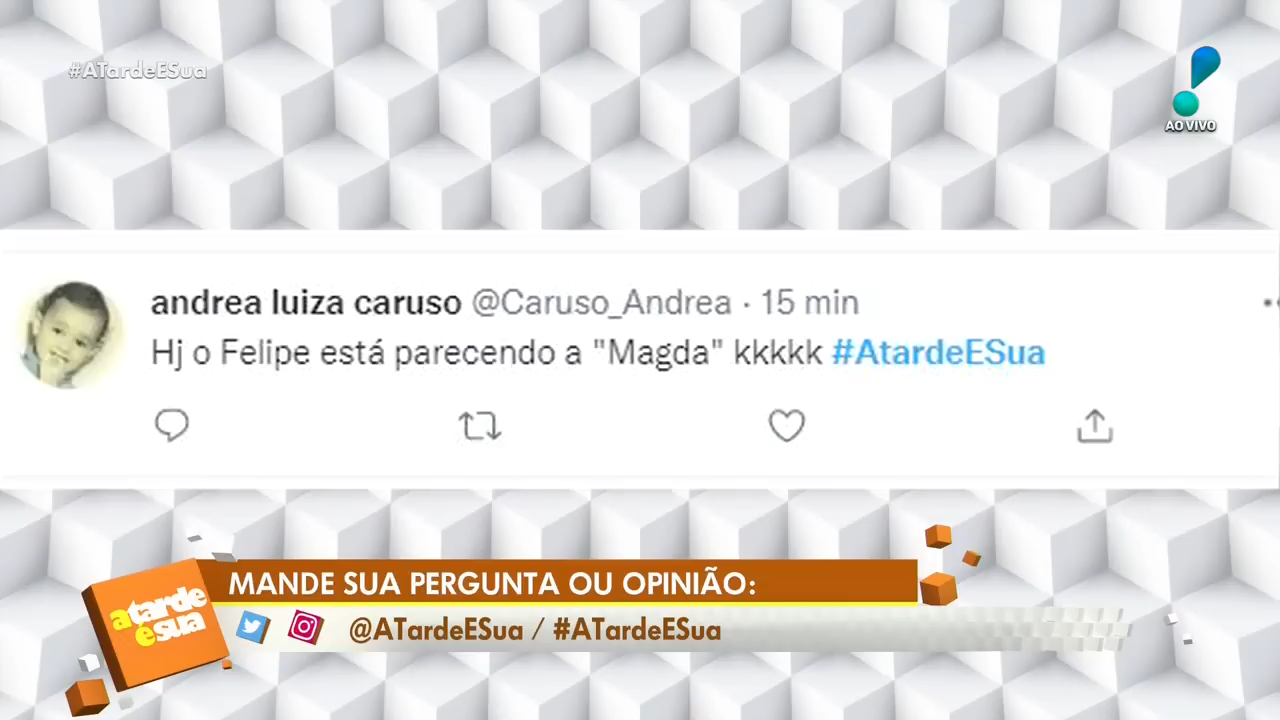 #ATardeESua
AO VIVO
andrea luiza caruso @Caruso_Andrea · 15 min
Hj o Felipe está parecendo a "Magda" kkkkk #AtardeESua
MANDE SUA PERGUNTA OU OPINIÃO:
a tarde
é sua
@ATardeESua / #ATardeESua